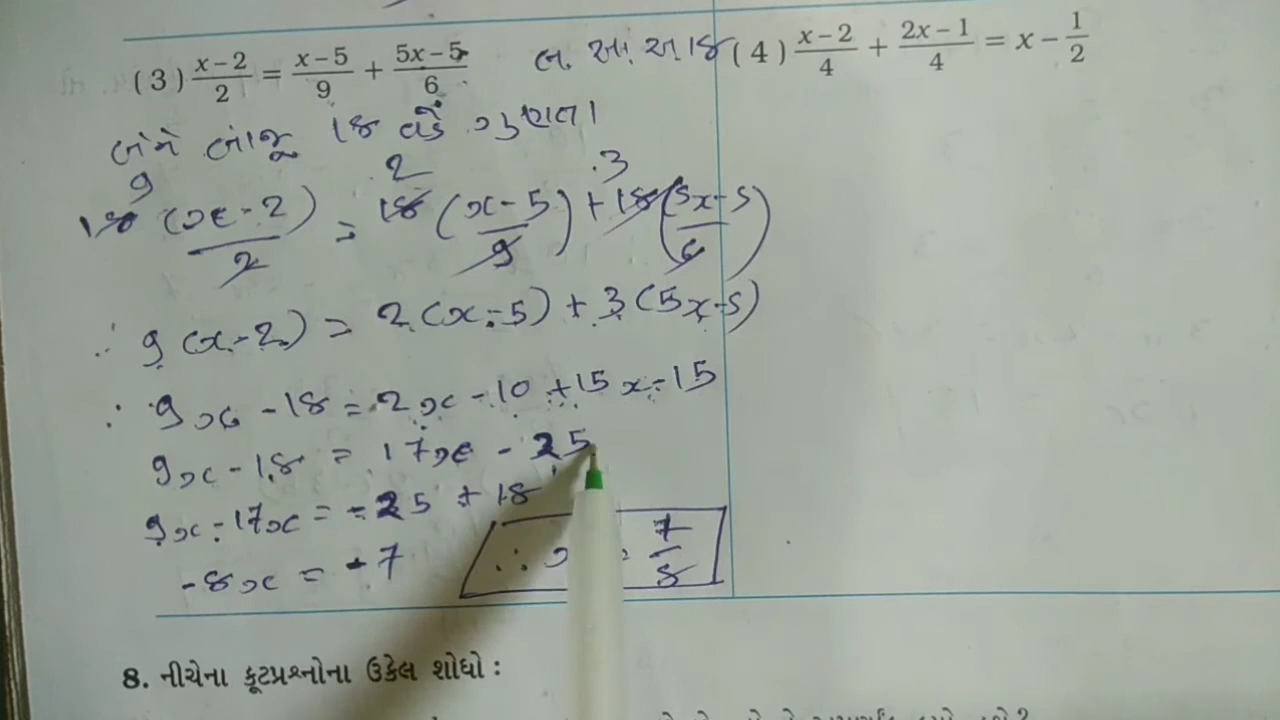 (3) x-2/2 = x-5/9 + 5x-5/6 લ. સા. અ. 18 (4) x-2/4 + 2x-1/4 = x - 1/2
બંને બાજુ 18 વડે ગુણતા
9 2 3
18 (x-2)/2 = 18 (x-5/9) + 18 (5x-5/6)
∴ 9 (x-2) = 2 (x-5) + 3 (5x-5)
∴ 9x - 18 = 2x - 10 + 15x - 15
9x - 18 = 17x - 25
9x - 17x = -25 + 18
-8x = -7 ∴ = 7/8
8. નીચેના કૂટપ્રશ્નોના ઉકેલ શોધો :